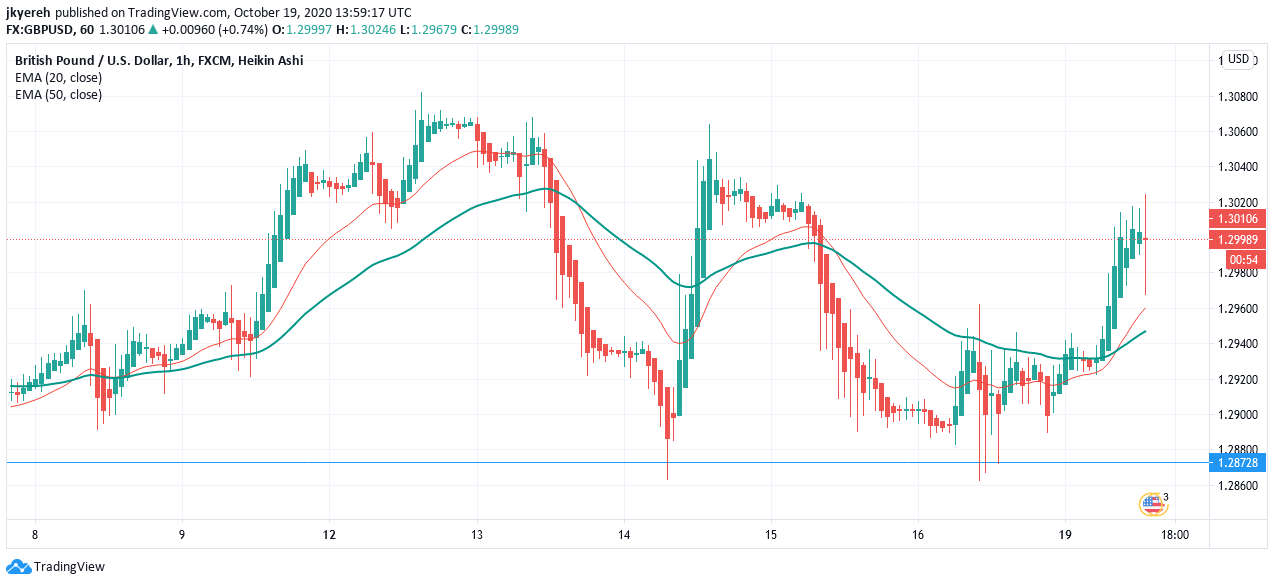 jkyereh published on TradingView.com, October 19, 2020 13:59:17 UTC
FX:GBPUSD, 60 1.30106 ▲ +0.00960 (+0.74%) O:1.29997 H:1.30246 L:1.29679 C:1.29989
British Pound / U.S. Dollar, 1h, FXCM, Heikin Ashi
EMA (20, close)
EMA (50, close)
USD
1.30800
1.30600
1.30400
1.30200
1.30106
1.29989
00:54
1.29800
1.29600
1.29400
1.29200
1.29000
1.28800
1.28728
1.28600
3
8 9 12 13 14 15 16 19 18:00
TradingView